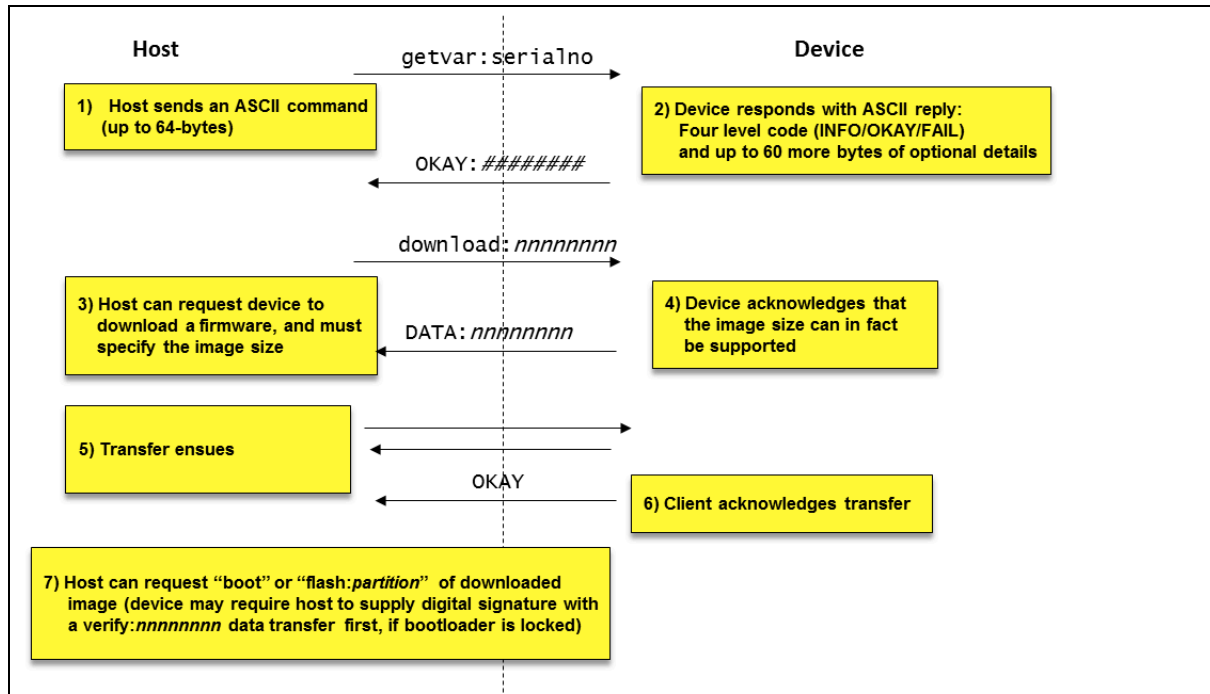 Host
Device
getvar:serialno
1) Host sends an ASCII command
(up to 64-bytes)
2) Device responds with ASCII reply:
Four level code (INFO/OKAY/FAIL)
and up to 60 more bytes of optional details
OKAY:########
download:nnnnnnnn
3) Host can request device to
download a firmware, and must
specify the image size
4) Device acknowledges that
the image size can in fact
be supported
DATA:nnnnnnnn
5) Transfer ensues
OKAY
6) Client acknowledges transfer
7) Host can request “boot” or “flash:partition” of downloaded
image (device may require host to supply digital signature with
a verify:nnnnnnnn data transfer first, if bootloader is locked)